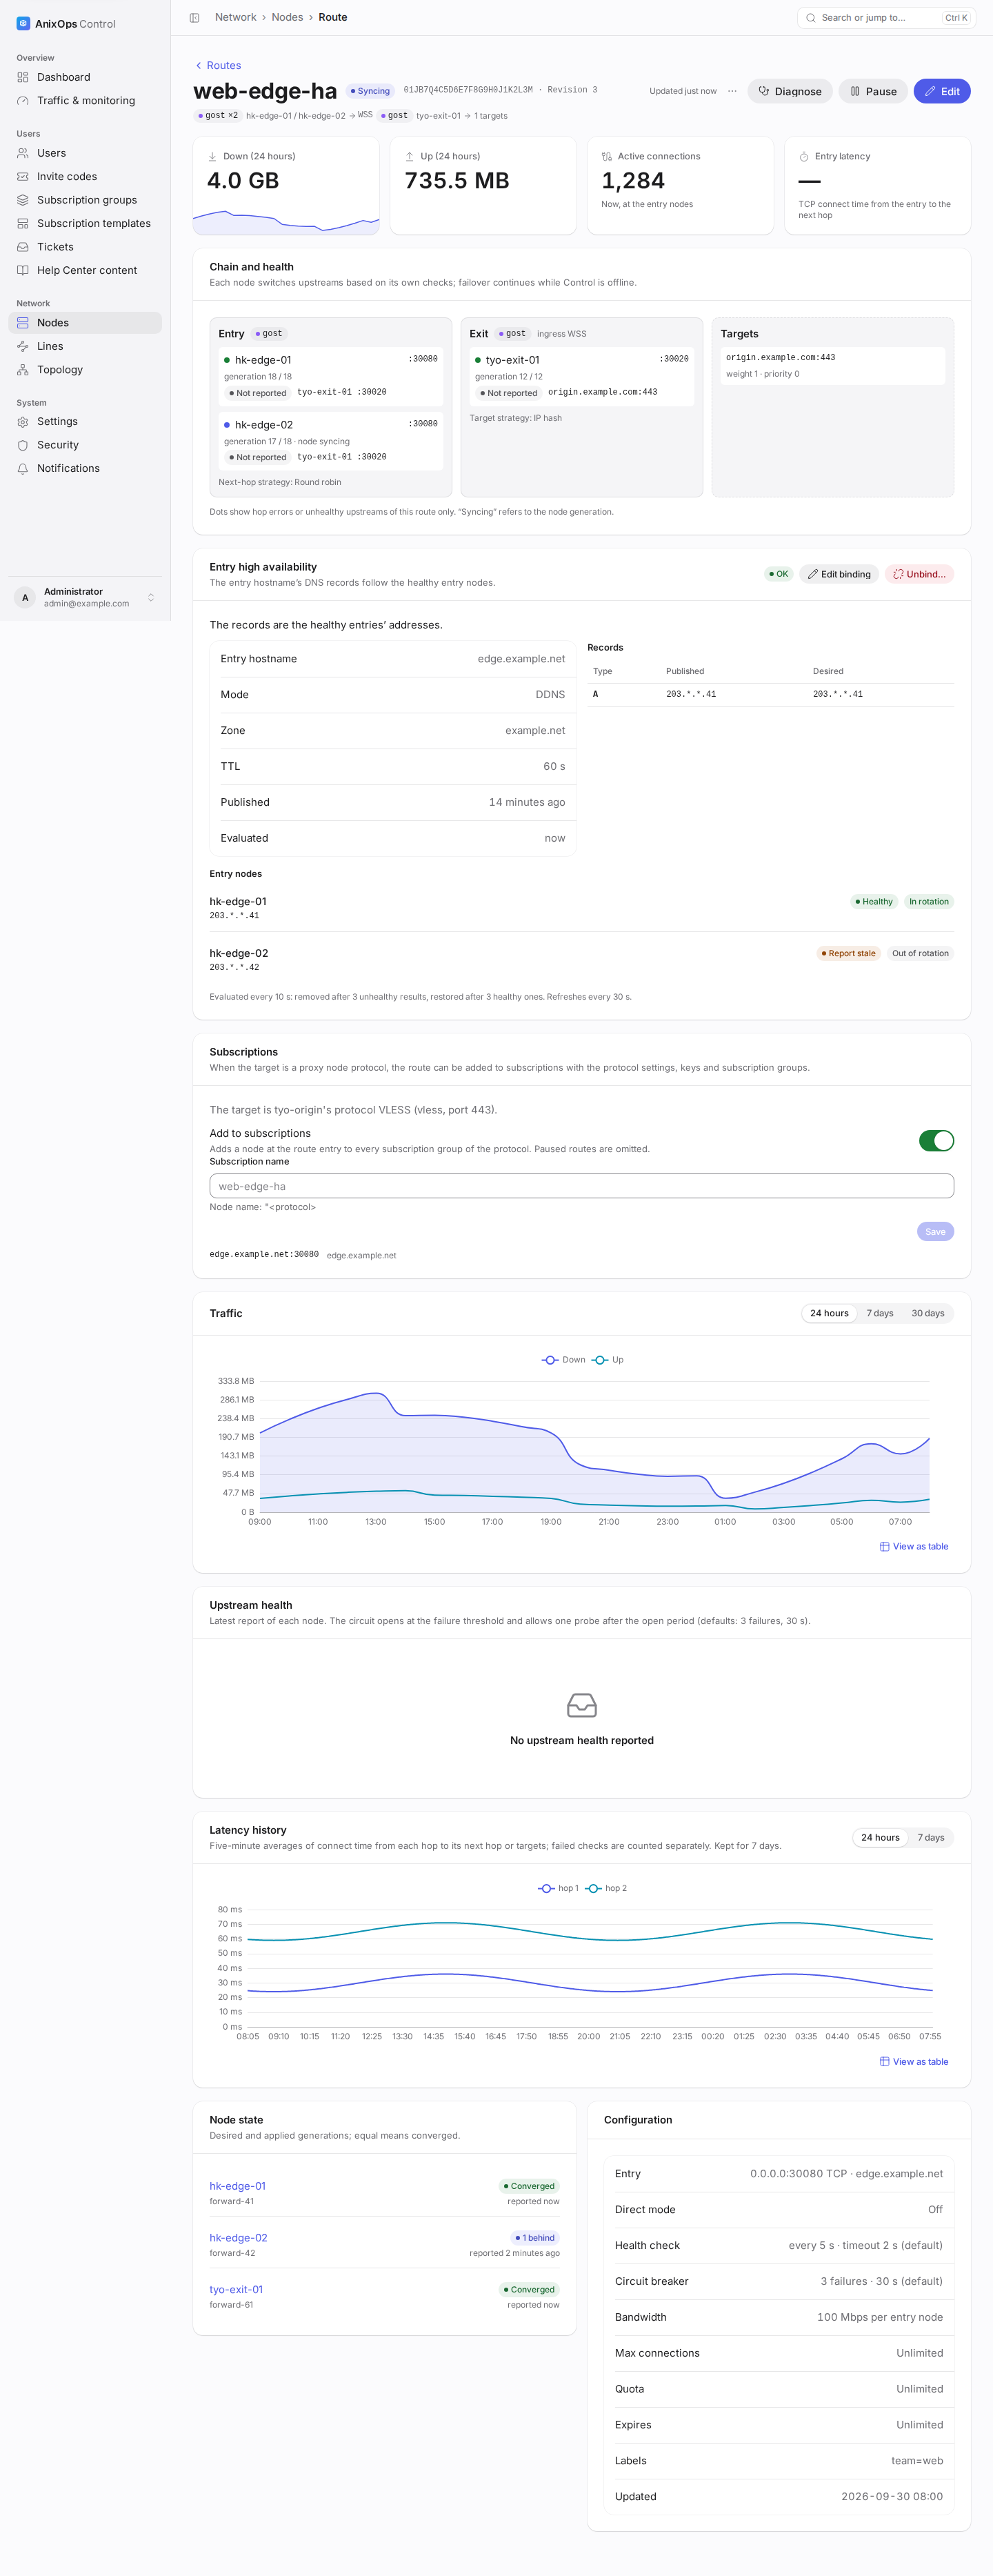 AnixOps Control
Overview
Dashboard
Traffic & monitoring
Users
Users
Invite codes
Subscription groups
Subscription templates
Tickets
Help Center content
Network
Nodes
Lines
Topology
System
Settings
Security
Notifications
A
Administrator
admin@example.com
Network › Nodes › Route
Search or jump to...
Ctrl K
Routes
web-edge-ha
Syncing
01JB7Q4C5D6E7F8G9H0J1K2L3M · Revision 3
Updated just now
Diagnose
Pause
Edit
gost ×2 hk-edge-01 / hk-edge-02 → WSS gost tyo-exit-01 → 1 targets
Down (24 hours)
4.0 GB
Up (24 hours)
735.5 MB
Active connections
1,284
Now, at the entry nodes
Entry latency
—
TCP connect time from the entry to the
next hop
Chain and health
Each node switches upstreams based on its own checks; failover continues while Control is offline.
Entry gost
hk-edge-01 :30080
generation 18 / 18
Not reported tyo-exit-01 :30020
hk-edge-02 :30080
generation 17 / 18 · node syncing
Not reported tyo-exit-01 :30020
Next-hop strategy: Round robin
Exit gost ingress WSS
tyo-exit-01 :30020
generation 12 / 12
Not reported origin.example.com:443
Target strategy: IP hash
Targets
origin.example.com:443
weight 1 · priority 0
Dots show hop errors or unhealthy upstreams of this route only. “Syncing” refers to the node generation.
Entry high availability
The entry hostname’s DNS records follow the healthy entry nodes.
OK
Edit binding
Unbind...
The records are the healthy entries’ addresses.
Entry hostname edge.example.net
Mode DDNS
Zone example.net
TTL 60 s
Published 14 minutes ago
Evaluated now
Records
Type Published Desired
A 203.*.*.41 203.*.*.41
Entry nodes
hk-edge-01
203.*.*.41
Healthy In rotation
hk-edge-02
203.*.*.42
Report stale Out of rotation
Evaluated every 10 s: removed after 3 unhealthy results, restored after 3 healthy ones. Refreshes every 30 s.
Subscriptions
When the target is a proxy node protocol, the route can be added to subscriptions with the protocol settings, keys and subscription groups.
The target is tyo-origin's protocol VLESS (vless, port 443).
Add to subscriptions
Adds a node at the route entry to every subscription group of the protocol. Paused routes are omitted.
Subscription name
web-edge-ha
Node name: "<protocol>
Save
edge.example.net:30080 edge.example.net
Traffic
24 hours 7 days 30 days
Down Up
333.8 MB
286.1 MB
238.4 MB
190.7 MB
143.1 MB
95.4 MB
47.7 MB
0 B
09:00 11:00 13:00 15:00 17:00 19:00 21:00 23:00 01:00 03:00 05:00 07:00
View as table
Upstream health
Latest report of each node. The circuit opens at the failure threshold and allows one probe after the open period (defaults: 3 failures, 30 s).
No upstream health reported
Latency history
Five-minute averages of connect time from each hop to its next hop or targets; failed checks are counted separately. Kept for 7 days.
24 hours 7 days
hop 1 hop 2
80 ms
70 ms
60 ms
50 ms
40 ms
30 ms
20 ms
10 ms
0 ms
08:05 09:10 10:15 11:20 12:25 13:30 14:35 15:40 16:45 17:50 18:55 20:00 21:05 22:10 23:15 00:20 01:25 02:30 03:35 04:40 05:45 06:50 07:55
View as table
Node state
Desired and applied generations; equal means converged.
hk-edge-01 Converged
forward-41 reported now
hk-edge-02 1 behind
forward-42 reported 2 minutes ago
tyo-exit-01 Converged
forward-61 reported now
Configuration
Entry 0.0.0.0:30080 TCP · edge.example.net
Direct mode Off
Health check every 5 s · timeout 2 s (default)
Circuit breaker 3 failures · 30 s (default)
Bandwidth 100 Mbps per entry node
Max connections Unlimited
Quota Unlimited
Expires Unlimited
Labels team=web
Updated 2026-09-30 08:00